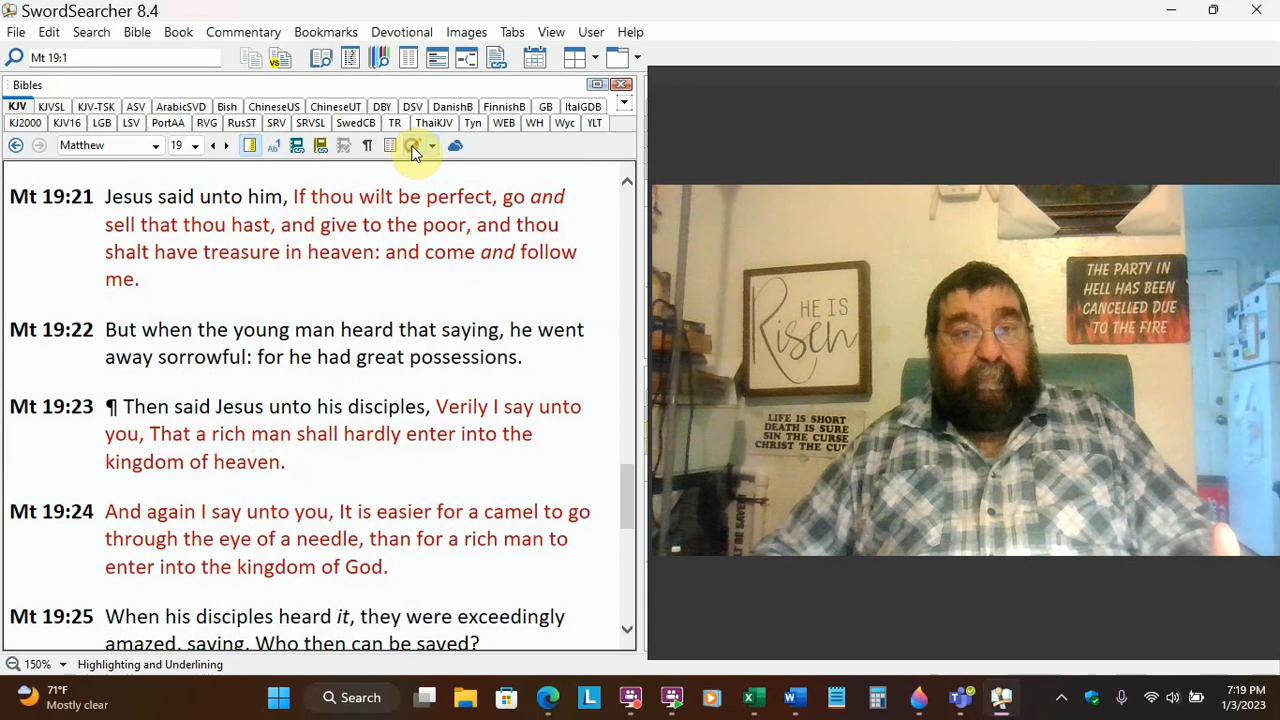 SwordSearcher 8.4
File Edit Search Bible Book Commentary Bookmarks Devotional Images Tabs View User Help
Mt 19:1
Bibles
KJV KJVSL KJV-TSK ASV ArabicSVD Bish ChineseUS ChineseUT DBY DSV DanishB FinnishB GB ItalGDB
KJ2000 KJV16 LGB LSV PortAA RVG RusST SRV SRVSL SwedCB TR ThaiKJV Tyn WEB WH Wyc YLT
Matthew 19
Mt 19:21 Jesus said unto him, If thou wilt be perfect, go and
sell that thou hast, and give to the poor, and thou
shalt have treasure in heaven: and come and follow
me.
Mt 19:22 But when the young man heard that saying, he went
away sorrowful: for he had great possessions.
Mt 19:23 ¶ Then said Jesus unto his disciples, Verily I say unto
you, That a rich man shall hardly enter into the
kingdom of heaven.
Mt 19:24 And again I say unto you, It is easier for a camel to go
through the eye of a needle, than for a rich man to
enter into the kingdom of God.
Mt 19:25 When his disciples heard it, they were exceedingly
amazed, saying, Who then can be saved?
150% Highlighting and Underlining
HE IS
Risen
THE PARTY IN
HELL HAS BEEN
CANCELLED DUE
TO THE FIRE
LIFE IS SHORT
DEATH IS SURE
SIN THE CURSE
CHRIST THE CU
71°F
Mostly clear
Search
7:19 PM
1/3/2023